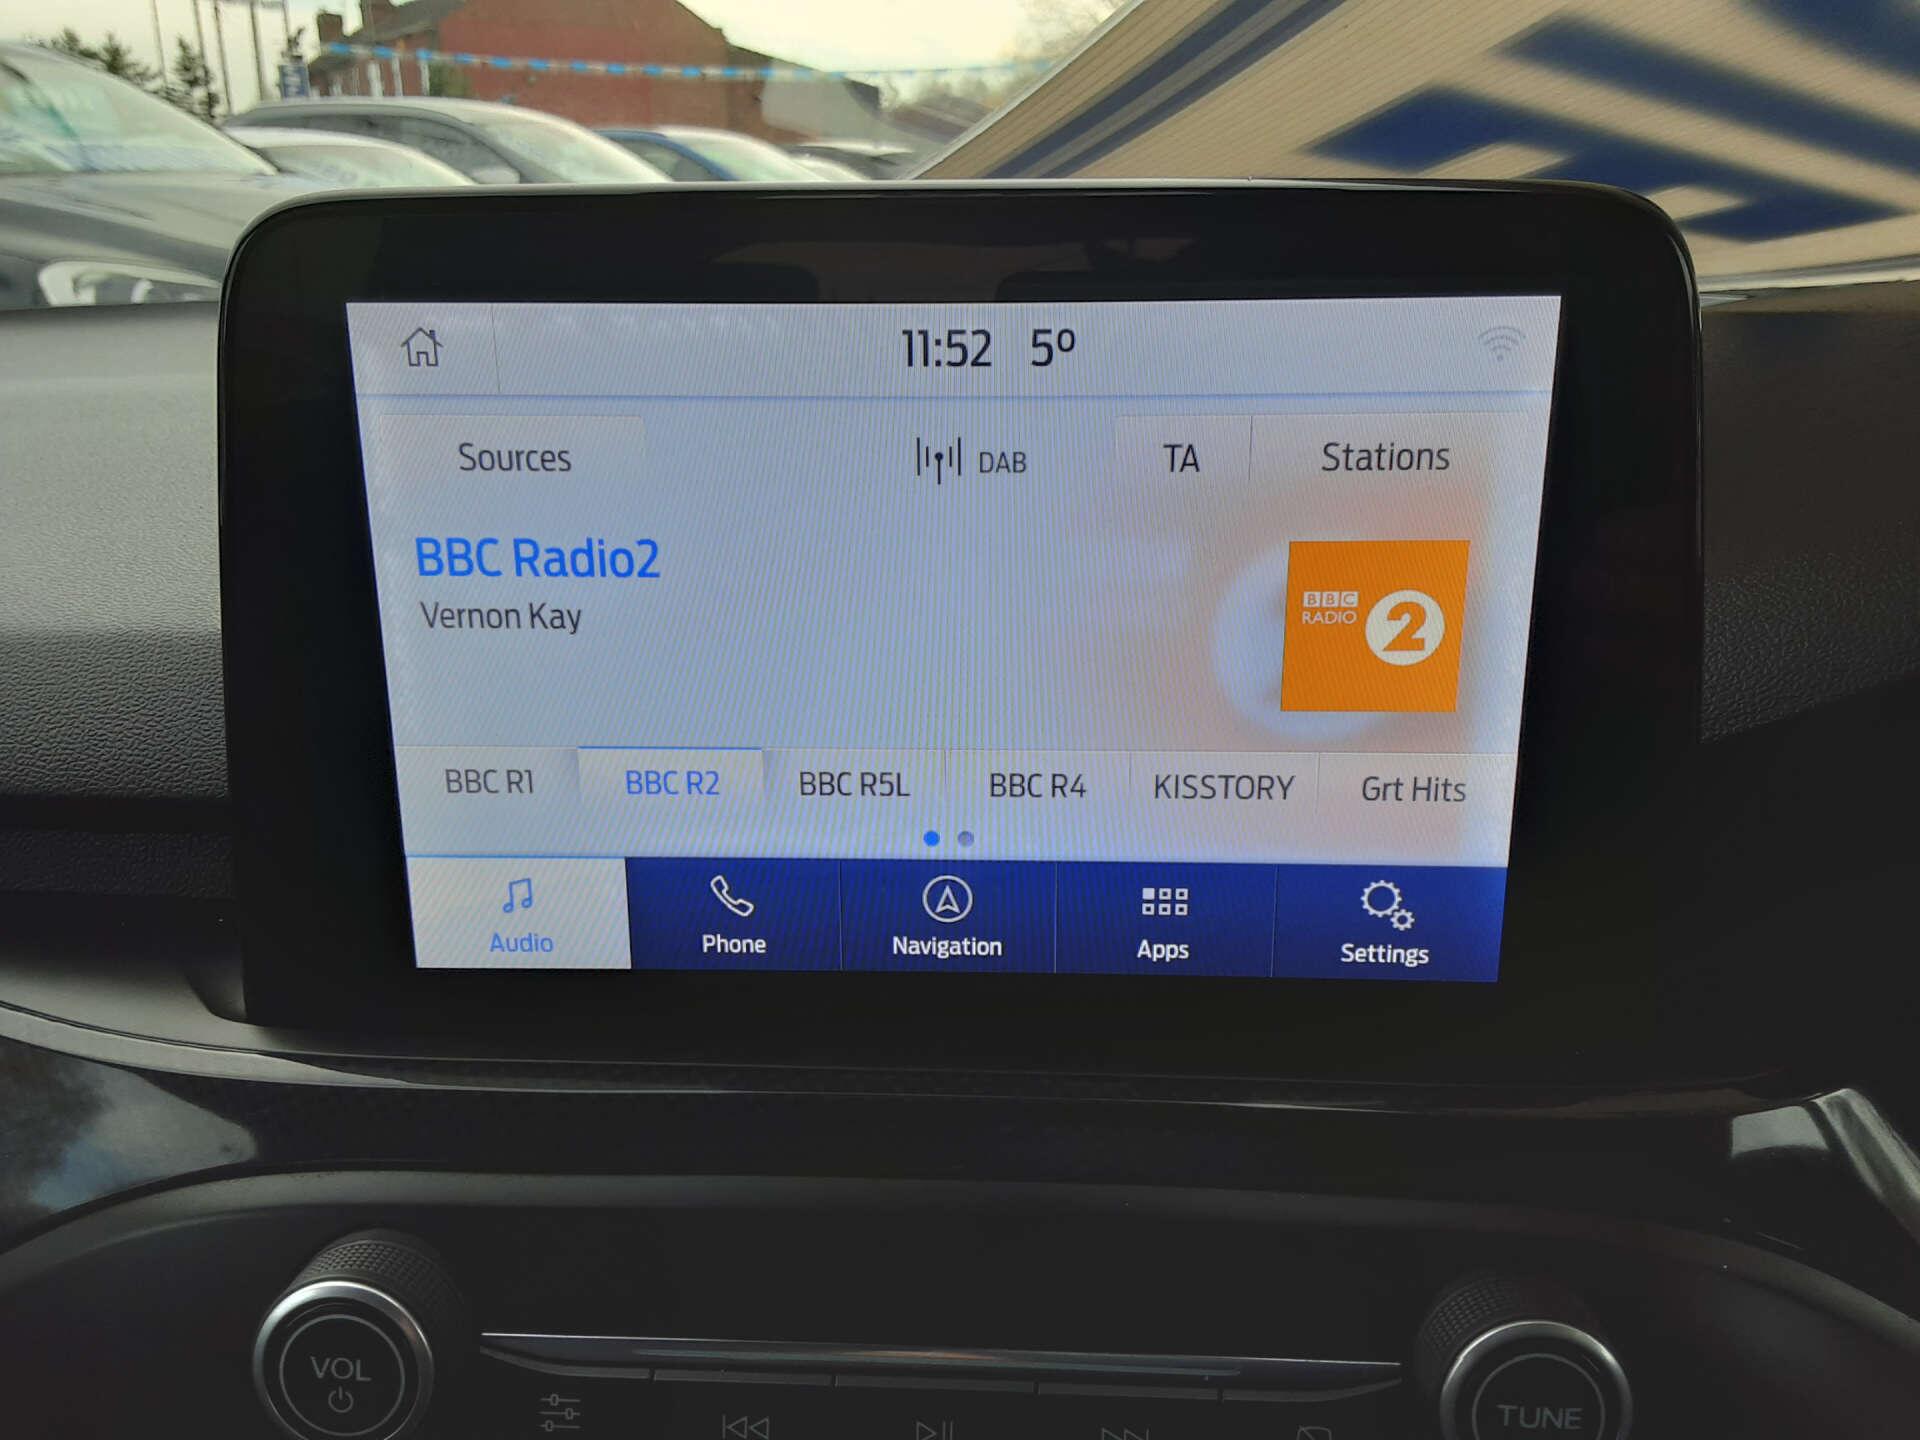 11:52 5°
Sources
DAB
TA
Stations
BBC Radio2
Vernon Kay
BBC
RADIO
2
BBC R1
BBC R2
BBC R5L
BBC R4
KISSTORY
Grt Hits
Audio
Phone
Navigation
Apps
Settings
VOL
TUNE